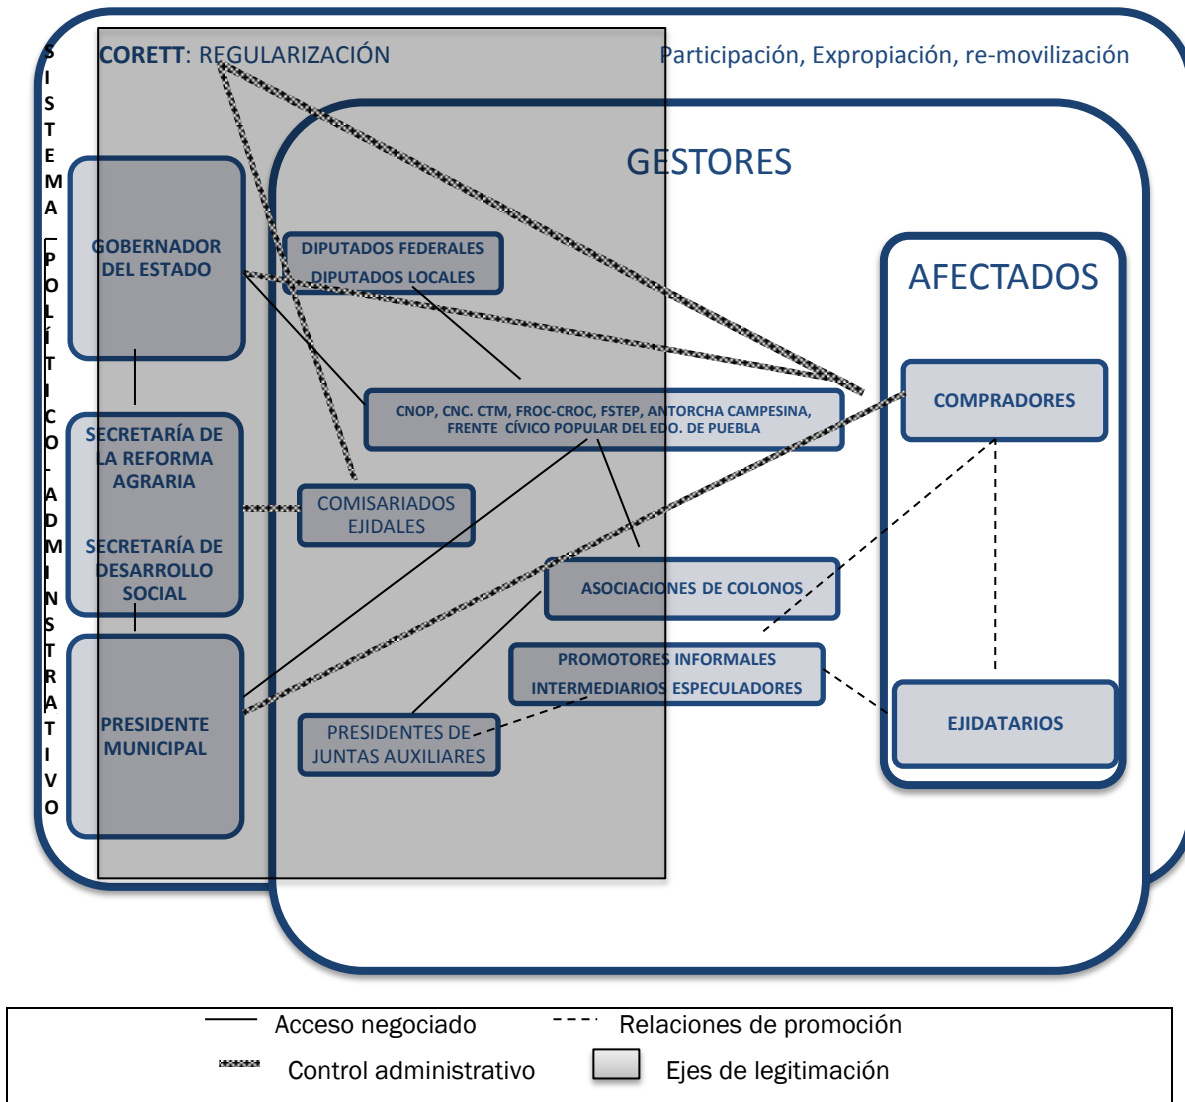 SISTEMA POLÍTICO-ADMINISTRATIVO
CORETT: REGULARIZACIÓN
Participación, Expropiación, re-movilización
GESTORES
GOBERNADOR
DEL ESTADO
DIPUTADOS FEDERALES
DIPUTADOS LOCALES
AFECTADOS
CNOP, CNC. CTM, FROC-CROC, FSTEP, ANTORCHA CAMPESINA,
FRENTE CÍVICO POPULAR DEL EDO. DE PUEBLA
COMPRADORES
SECRETARÍA DE
LA REFORMA
AGRARIA
SECRETARÍA DE
DESARROLLO
SOCIAL
COMISARIADOS
EJIDALES
ASOCIACIONES DE COLONOS
PROMOTORES INFORMALES
INTERMEDIARIOS ESPECULADORES
PRESIDENTE
MUNICIPAL
PRESIDENTES DE
JUNTAS AUXILIARES
EJIDATARIOS
Acceso negociado
Relaciones de promoción
Control administrativo
Ejes de legitimación